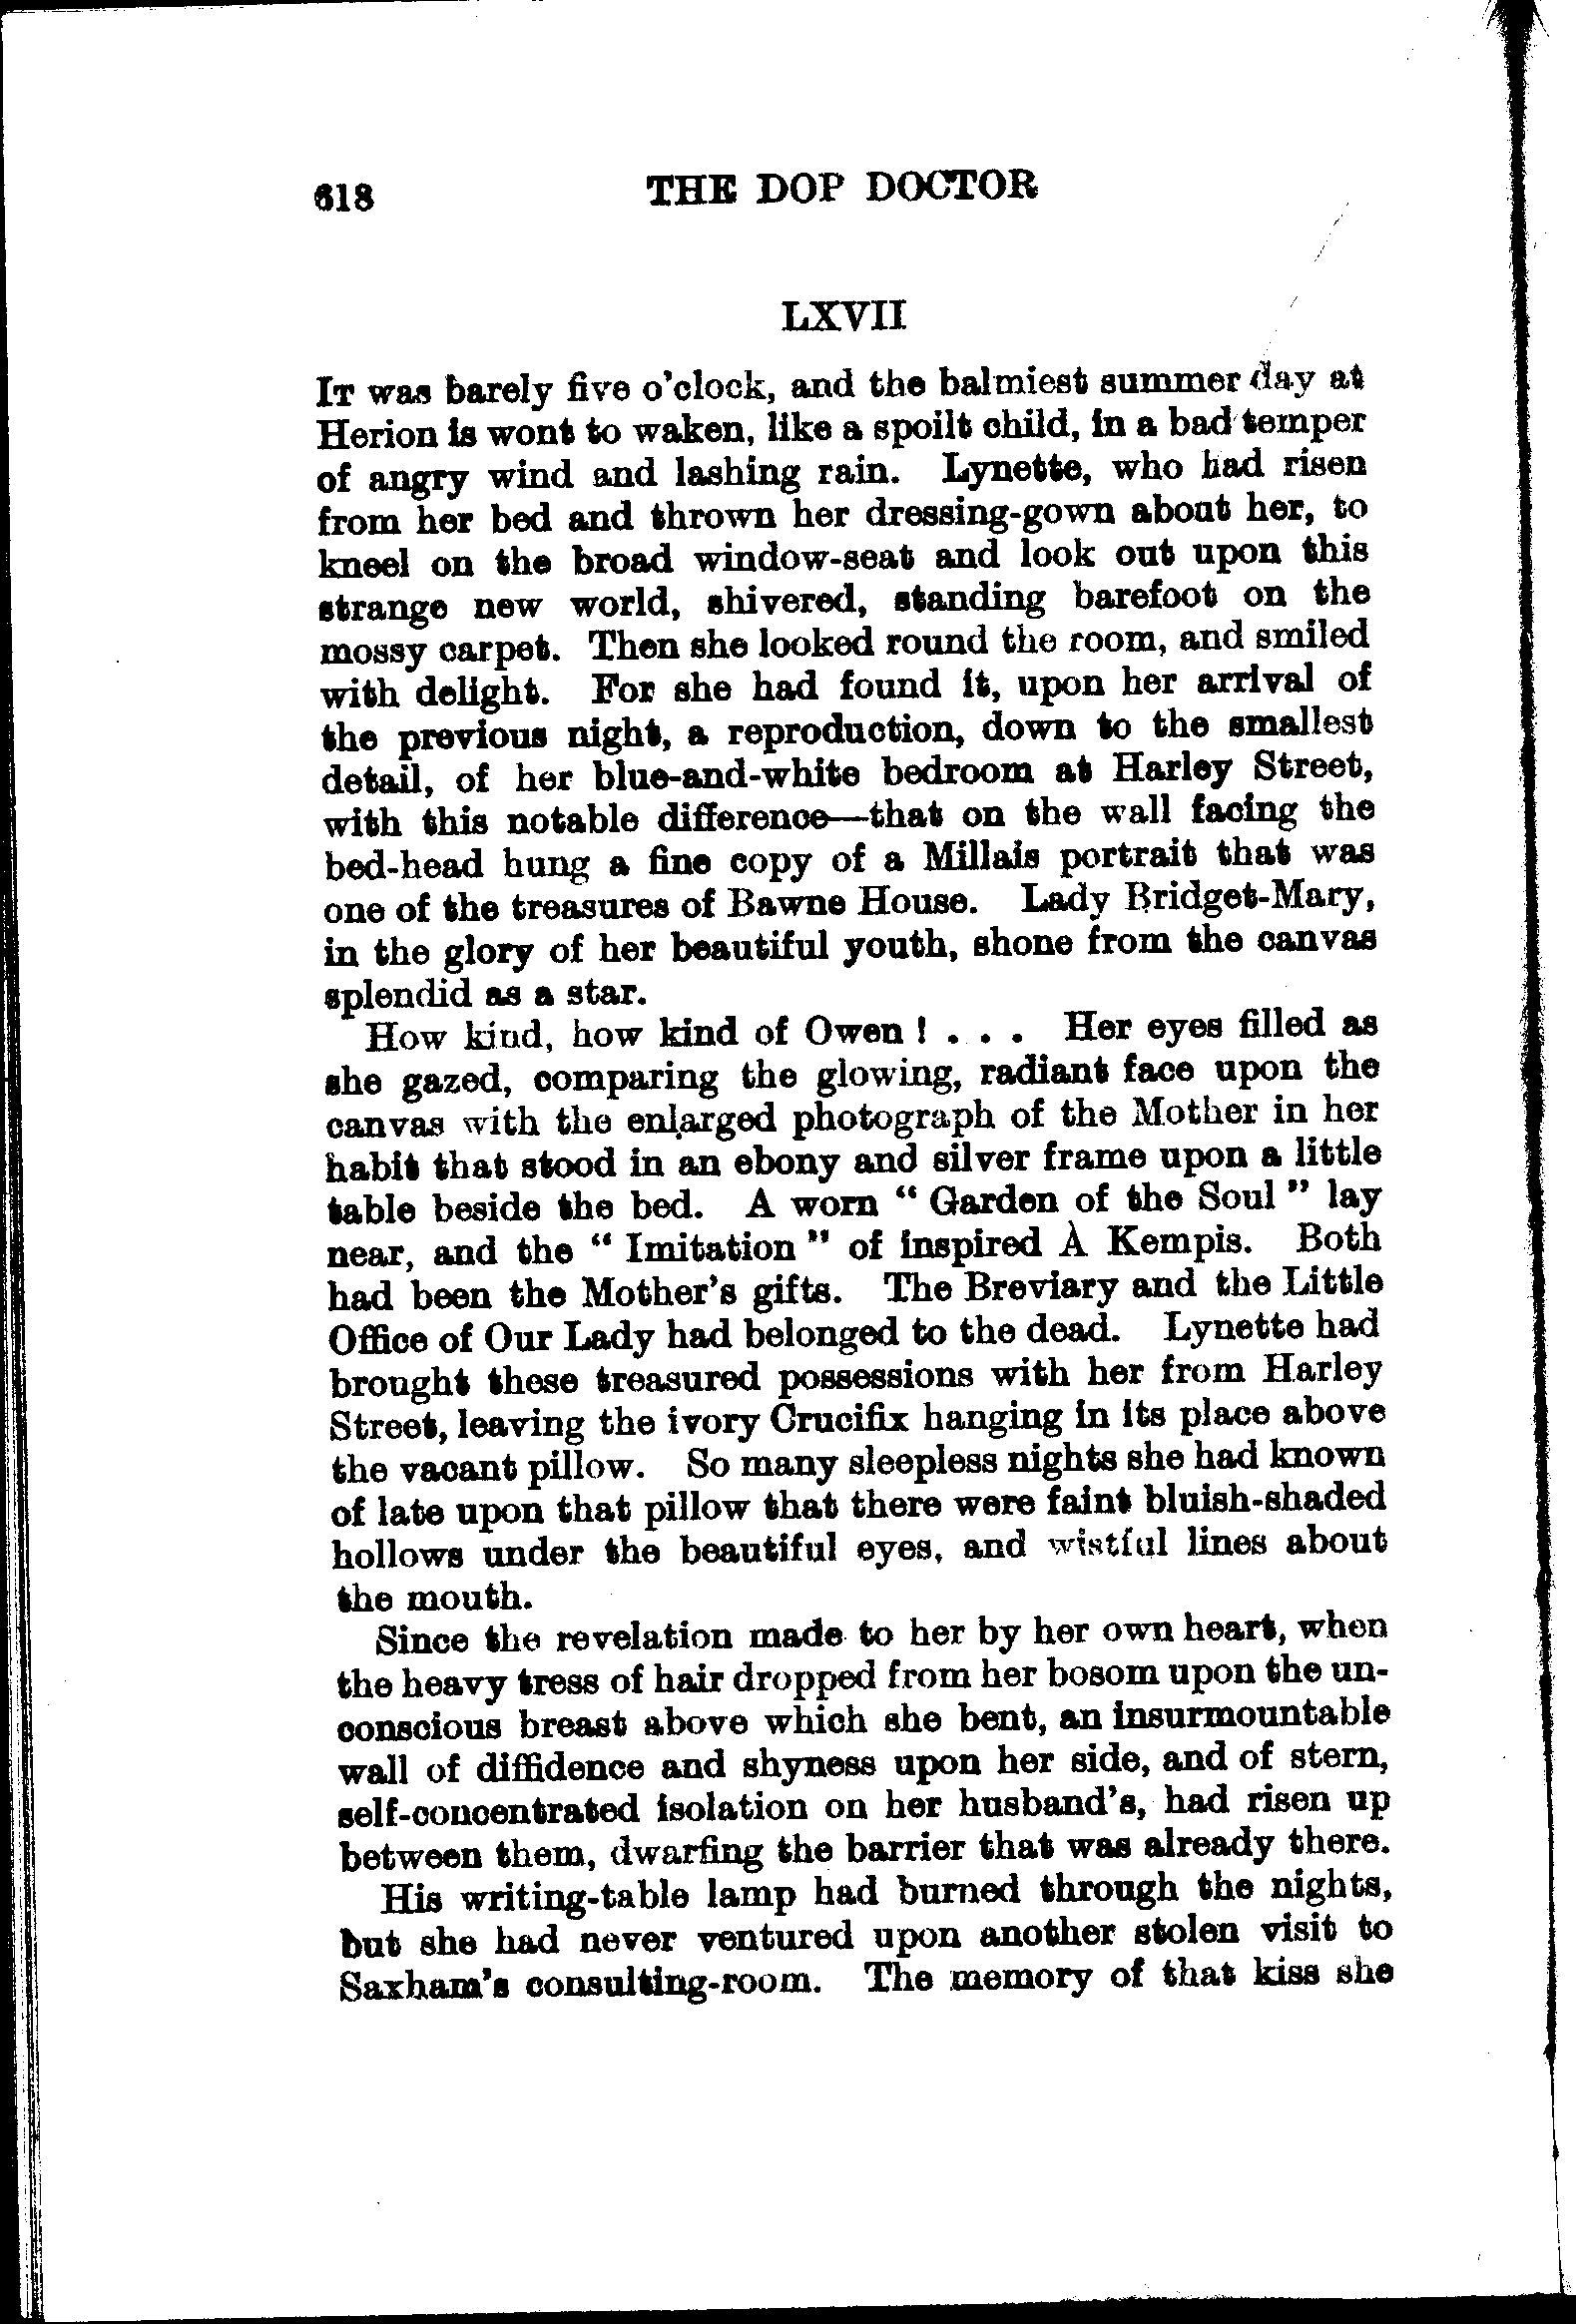 618 THE DOP DOCTOR
LXVII
IT was barely five o'clock, and the balmiest summer day at
Herion is wont to waken, like a spoilt child, in a bad temper
of angry wind and lashing rain. Lynette, who had risen
from her bed and thrown her dressing-gown about her, to
kneel on the broad window-seat and look out upon this
strange new world, shivered, standing barefoot on the
mossy carpet. Then she looked round the room, and smiled
with delight. For she had found it, upon her arrival of
the previous night, a reproduction, down to the smallest
detail, of her blue-and-white bedroom at Harley Street,
with this notable difference—that on the wall facing the
bed-head hung a fine copy of a Millais portrait that was
one of the treasures of Bawne House. Lady Bridget-Mary,
in the glory of her beautiful youth, shone from the canvas
splendid as a star.
How kind, how kind of Owen ! . . . Her eyes filled as
she gazed, comparing the glowing, radiant face upon the
canvas with the enlarged photograph of the Mother in her
habit that stood in an ebony and silver frame upon a little
table beside the bed. A worn " Garden of the Soul " lay
near, and the " Imitation " of inspired À Kempis. Both
had been the Mother's gifts. The Breviary and the Little
Office of Our Lady had belonged to the dead. Lynette had
brought these treasured possessions with her from Harley
Street, leaving the ivory Crucifix hanging in its place above
the vacant pillow. So many sleepless nights she had known
of late upon that pillow that there were faint bluish-shaded
hollows under the beautiful eyes, and wistful lines about
the mouth.
Since the revelation made to her by her own heart, when
the heavy tress of hair dropped from her bosom upon the un-
conscious breast above which she bent, an insurmountable
wall of diffidence and shyness upon her side, and of stern,
self-concentrated isolation on her husband's, had risen up
between them, dwarfing the barrier that was already there.
His writing-table lamp had burned through the nights,
but she had never ventured upon another stolen visit to
Saxham's consulting-room. The memory of that kiss she